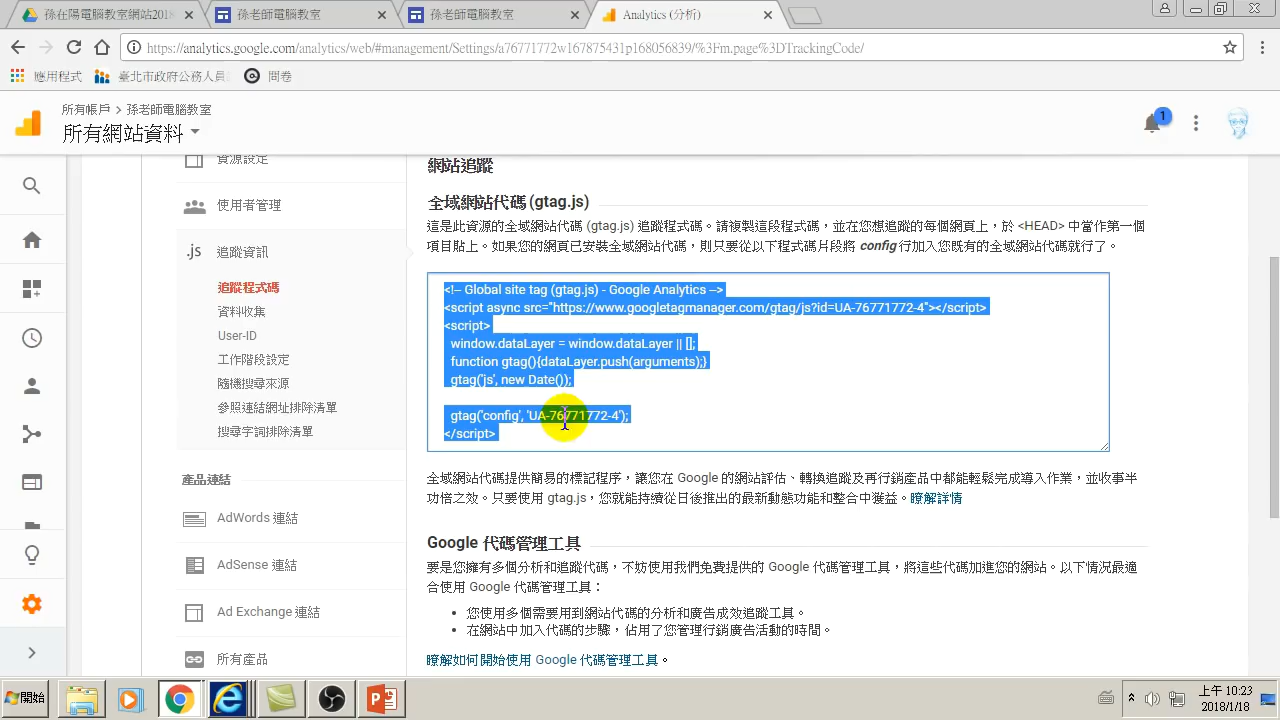 孫在陽電腦教室網站2018
孫老師電腦教室
孫老師電腦教室
Analytics (分析)
https://analytics.google.com/analytics/web/#management/Settings/a76771772w167875431p168056839/%3Fm.page%3DTrackingCode/
應用程式
臺北市政府公務人員
問卷
所有帳戶 > 孫老師電腦教室
所有網站資料
1
資源設定
使用者管理
.js 追蹤資訊
追蹤程式碼
資料收集
User-ID
工作階段設定
隨機搜尋來源
參照連結網址排除清單
搜尋字詞排除清單
產品連結
AdWords 連結
AdSense 連結
Ad Exchange 連結
所有產品
網站追蹤
全域網站代碼 (gtag.js)
這是此資源的全域網站代碼 (gtag.js) 追蹤程式碼。請複製這段程式碼，並在您想追蹤的每個網頁上，於 <HEAD> 中當作第一個
項目貼上。如果您的網頁已安裝全域網站代碼，則只要從以下程式碼片段將 config 行加入您既有的全域網站代碼就行了。
<!-- Global site tag (gtag.js) - Google Analytics -->
<script async src="https://www.googletagmanager.com/gtag/js?id=UA-76771772-4"></script>
<script>
window.dataLayer = window.dataLayer || [];
function gtag(){dataLayer.push(arguments);}
gtag('js', new Date());
gtag('config', 'UA-76771772-4');
</script>
全域網站代碼提供簡易的標記程序，讓您在 Google 的網站評估、轉換追蹤及再行銷產品中都能輕鬆完成導入作業，並收事半
功倍之效。只要使用 gtag.js，您就能持續從日後推出的最新動態功能和整合中獲益。瞭解詳情
Google 代碼管理工具
要是您擁有多個分析和追蹤代碼，不妨使用我們免費提供的 Google 代碼管理工具，將這些代碼加進您的網站。以下情況最適
合使用 Google 代碼管理工具：
• 您使用多個需要用到網站代碼的分析和廣告成效追蹤工具。
• 在網站中加入代碼的步驟，佔用了您管理行銷廣告活動的時間。
瞭解如何開始使用 Google 代碼管理工具。
開始
上午 10:23
2018/1/18